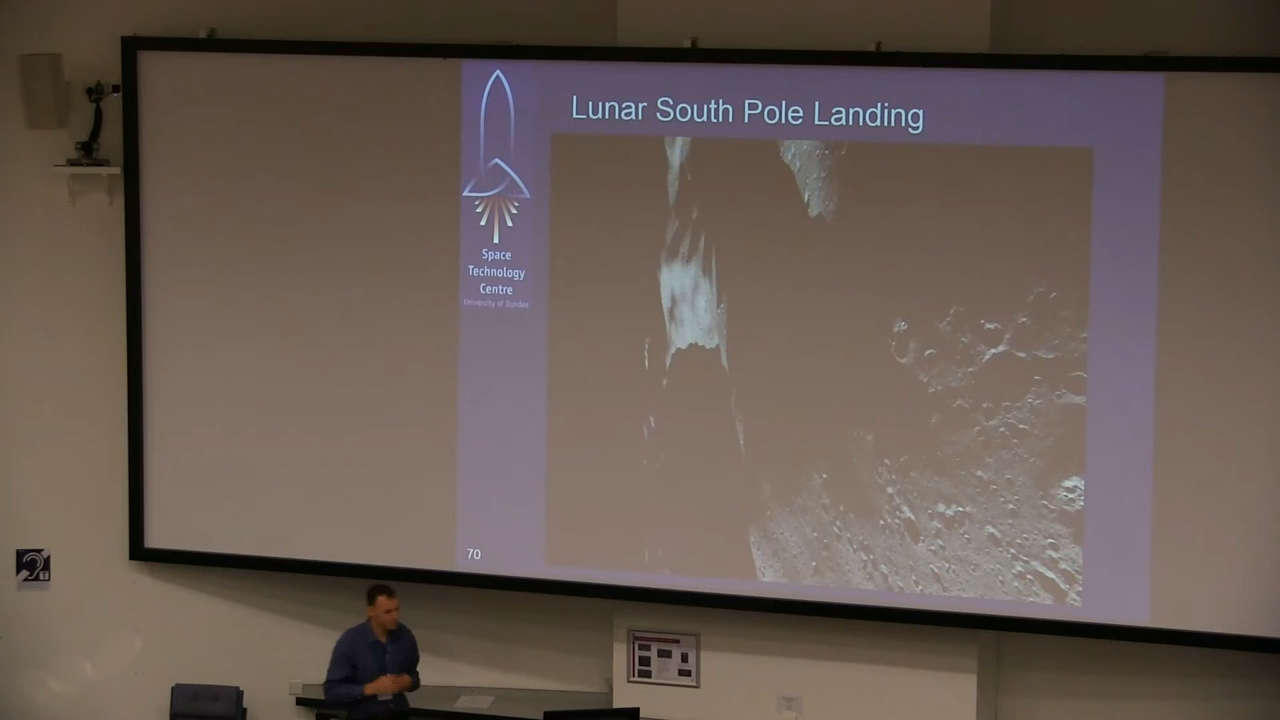 Lunar South Pole Landing
Space
Technology
Centre
University of Dundee
70
T